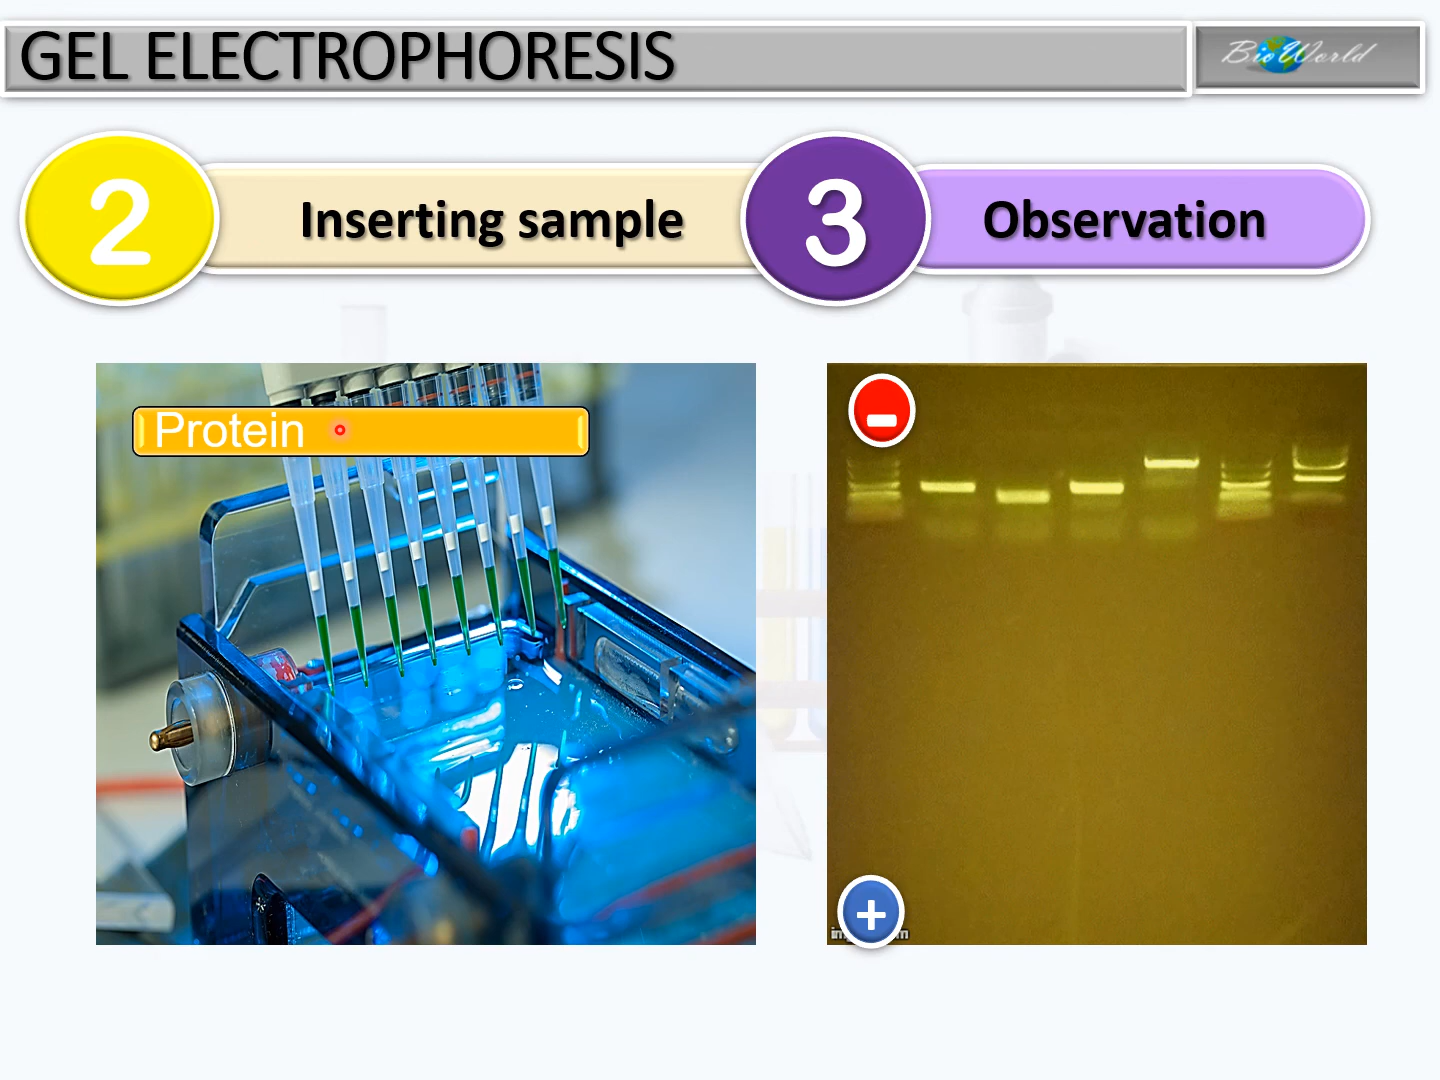 GEL ELECTROPHORESIS
BioWorld
2
Inserting sample
3
Observation
Protein
+